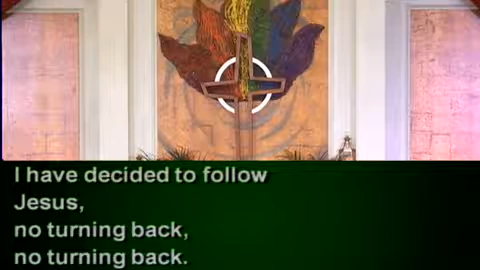 I have decided to follow
Jesus,
no turning back,
no turning back.